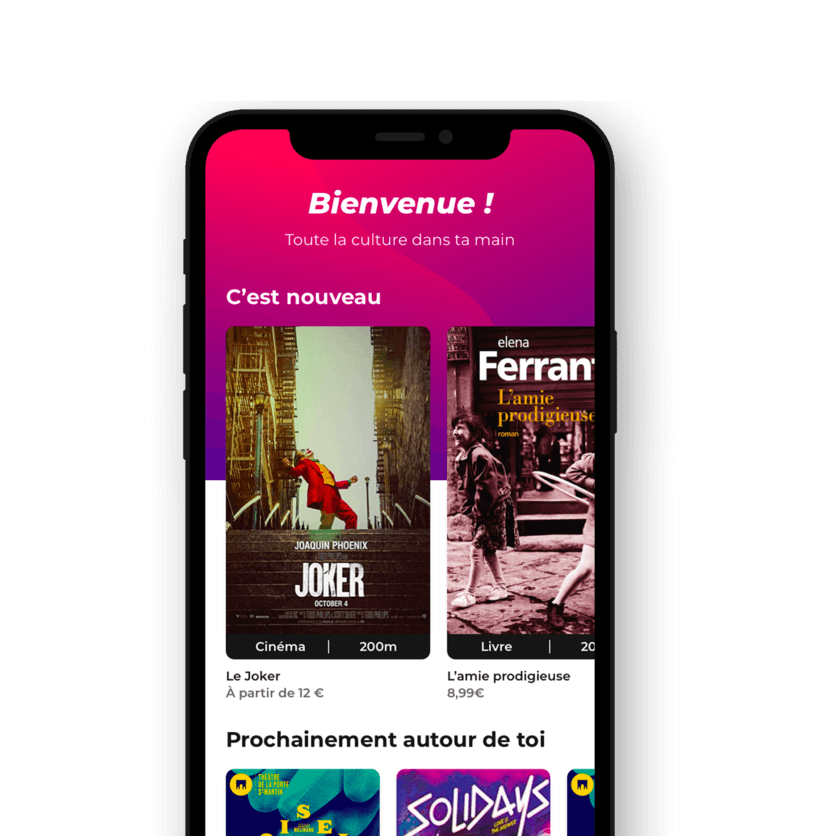 Bienvenue !
Toute la culture dans ta main
C’est nouveau
JOAQUIN PHOENIX
JOKER
OCTOBER 4
Cinéma | 200m
Le Joker
À partir de 12 €
elena
Ferran
L'amie
prodigieuse
roman
Livre | 20
L’amie prodigieuse
8,99€
Prochainement autour de toi
THÉÂTRE
DE LA PORTE
ST MARTIN
SOLIDAYS